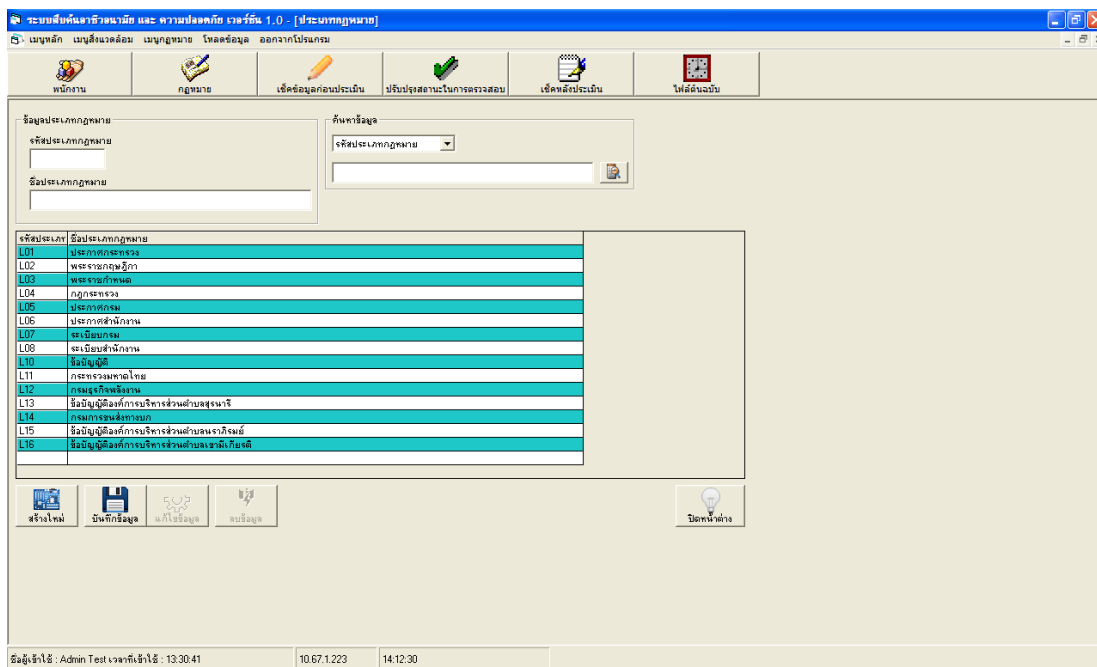 ระบบสืบค้นอาชีวอนามัย และ ความปลอดภัย เวอร์ชั่น 1.0 - [ประเภทกฎหมาย]
เมนูหลัก เมนูสิ่งแวดล้อม เมนูกฎหมาย โหลดข้อมูล ออกจากโปรแกรม
พนักงาน กฎหมาย เช็คข้อมูลก่อนประเมิน ปรับปรุงสถานะในการตรวจสอบ เช็คหลังประเมิน ไฟล์ต้นฉบับ
ข้อมูลประเภทกฎหมาย ค้นหาข้อมูล
รหัสประเภทกฎหมาย รหัสประเภทกฎหมาย
ชื่อประเภทกฎหมาย
รหัสประเภท ชื่อประเภทกฎหมาย
L01 ประกาศกระทรวง
L02 พระราชกฤษฎีกา
L03 พระราชกำหนด
L04 กฎกระทรวง
L05 ประกาศกรม
L06 ประกาศสำนักงาน
L07 ระเบียบกรม
L08 ระเบียบสำนักงาน
L10 ข้อบัญญัติ
L11 กระทรวงมหาดไทย
L12 กรมธุรกิจพลังงาน
L13 ข้อบัญญัติองค์การบริหารส่วนตำบลสุรนารี
L14 กรมการขนส่งทางบก
L15 ข้อบัญญัติองค์การบริหารส่วนตำบลนราภิรมย์
L16 ข้อบัญญัติองค์การบริหารส่วนตำบลเขามีเกียรติ
สร้างใหม่ บันทึกข้อมูล แก้ไขข้อมูล ลบข้อมูล ปิดหน้าต่าง
ชื่อผู้เข้าใช้ : Admin Test เวลาที่เข้าใช้ : 13:30:41 10.67.1.223 14:12:30